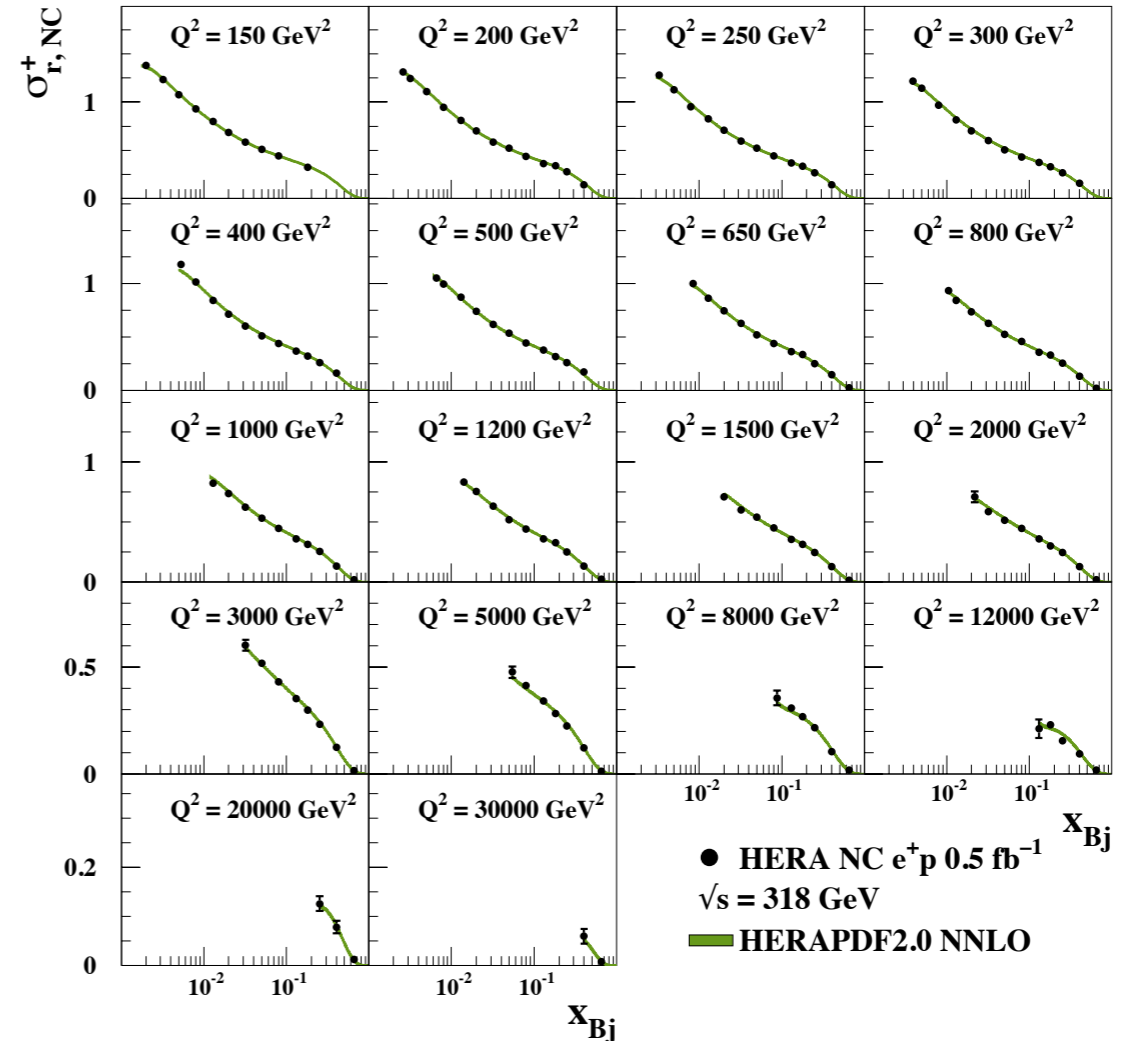 σ⁺r, NC
Q² = 150 GeV²
Q² = 200 GeV²
Q² = 250 GeV²
Q² = 300 GeV²
1
0
Q² = 400 GeV²
Q² = 500 GeV²
Q² = 650 GeV²
Q² = 800 GeV²
1
0
Q² = 1000 GeV²
Q² = 1200 GeV²
Q² = 1500 GeV²
Q² = 2000 GeV²
1
0
Q² = 3000 GeV²
Q² = 5000 GeV²
Q² = 8000 GeV²
Q² = 12000 GeV²
0.5
0
10⁻² 10⁻¹
10⁻² 10⁻¹
xBj
Q² = 20000 GeV²
Q² = 30000 GeV²
0.2
0
10⁻² 10⁻¹
10⁻² 10⁻¹
xBj
HERA NC e⁺p 0.5 fb⁻¹
√s = 318 GeV
HERAPDF2.0 NNLO